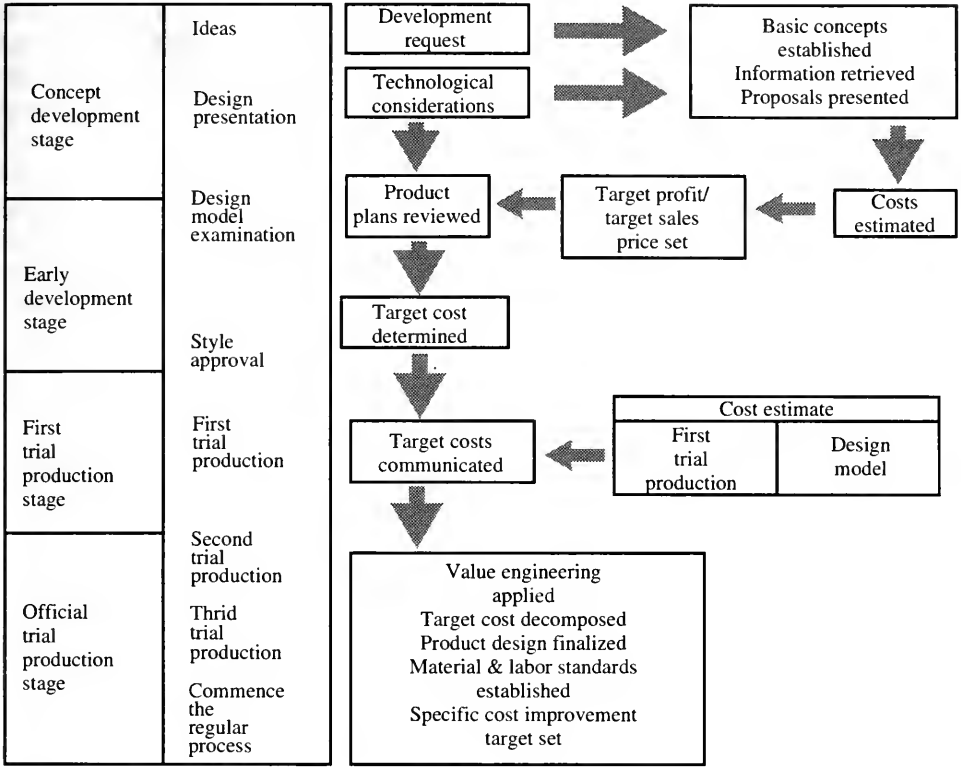 Concept
development
stage
Early
development
stage
First
trial
production
stage
Official
trial
production
stage
Ideas
Design
presentation
Design
model
examination
Style
approval
First
trial
production
Second
trial
production
Thrid
trial
production
Commence
the
regular
process
Development
request
Technological
considerations
Basic concepts
established
Information retrieved
Proposals presented
Product
plans reviewed
Target profit/
target sales
price set
Costs
estimated
Target cost
determined
Target costs
communicated
Cost estimate
First
trial
production
Design
model
Value engineering
applied
Target cost decomposed
Product design finalized
Material & labor standards
established
Specific cost improvement
target set